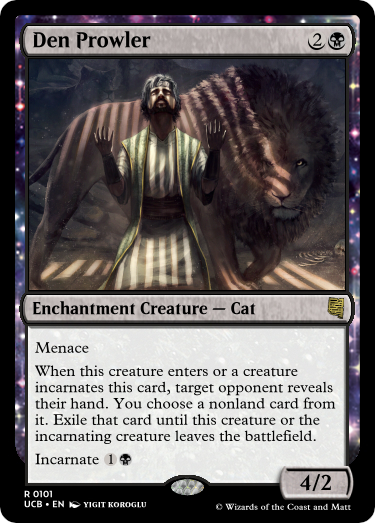 Den Prowler 2
Enchantment Creature — Cat
Menace
When this creature enters or a creature
incarnates this card, target opponent reveals
their hand. You choose a nonland card from
it. Exile that card until this creature or the
incarnating creature leaves the battlefield.
Incarnate 1
4/2
R 0101
UCB • EN YIGIT KOROGLU
© Wizards of the Coast and Matt